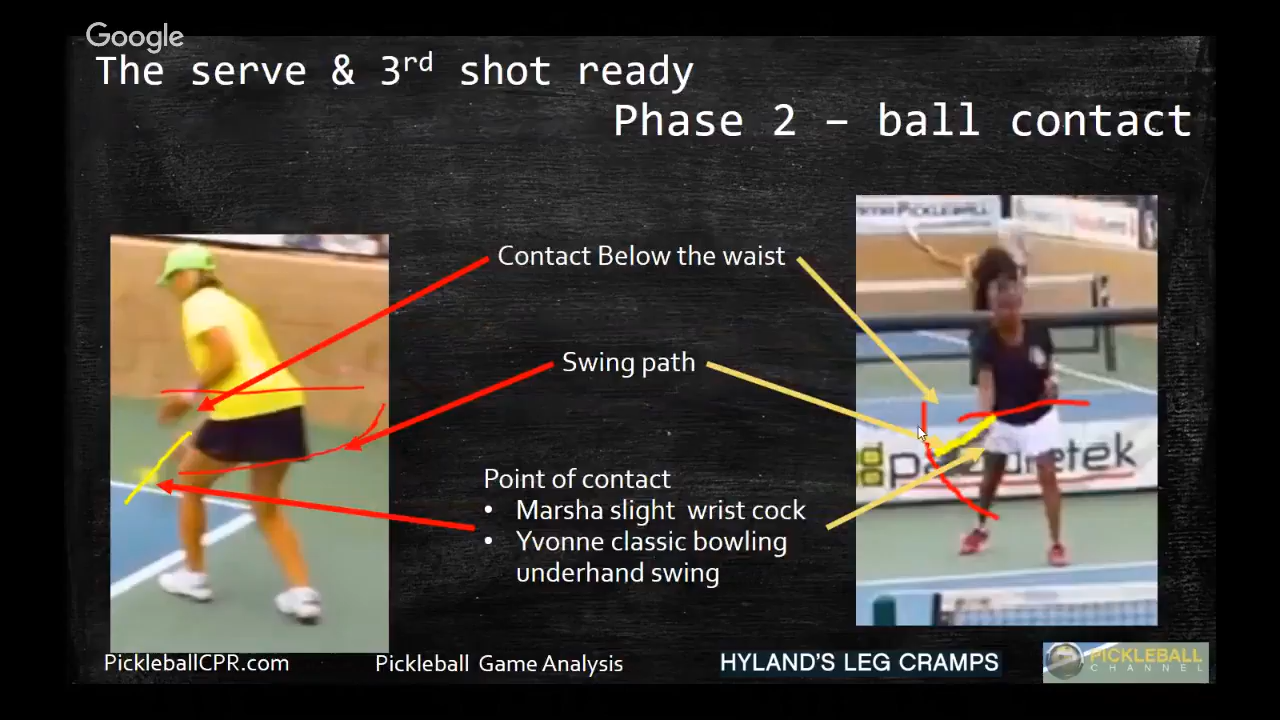 Google
The serve & 3rd shot ready
Phase 2 – ball contact
Contact Below the waist
Swing path
Point of contact
• Marsha slight wrist cock
• Yvonne classic bowling
underhand swing
PICKLEBALL
PickleballCPR.com
Pickleball Game Analysis
HYLAND'S LEG CRAMPS
PICKLEBALL
CHANNEL